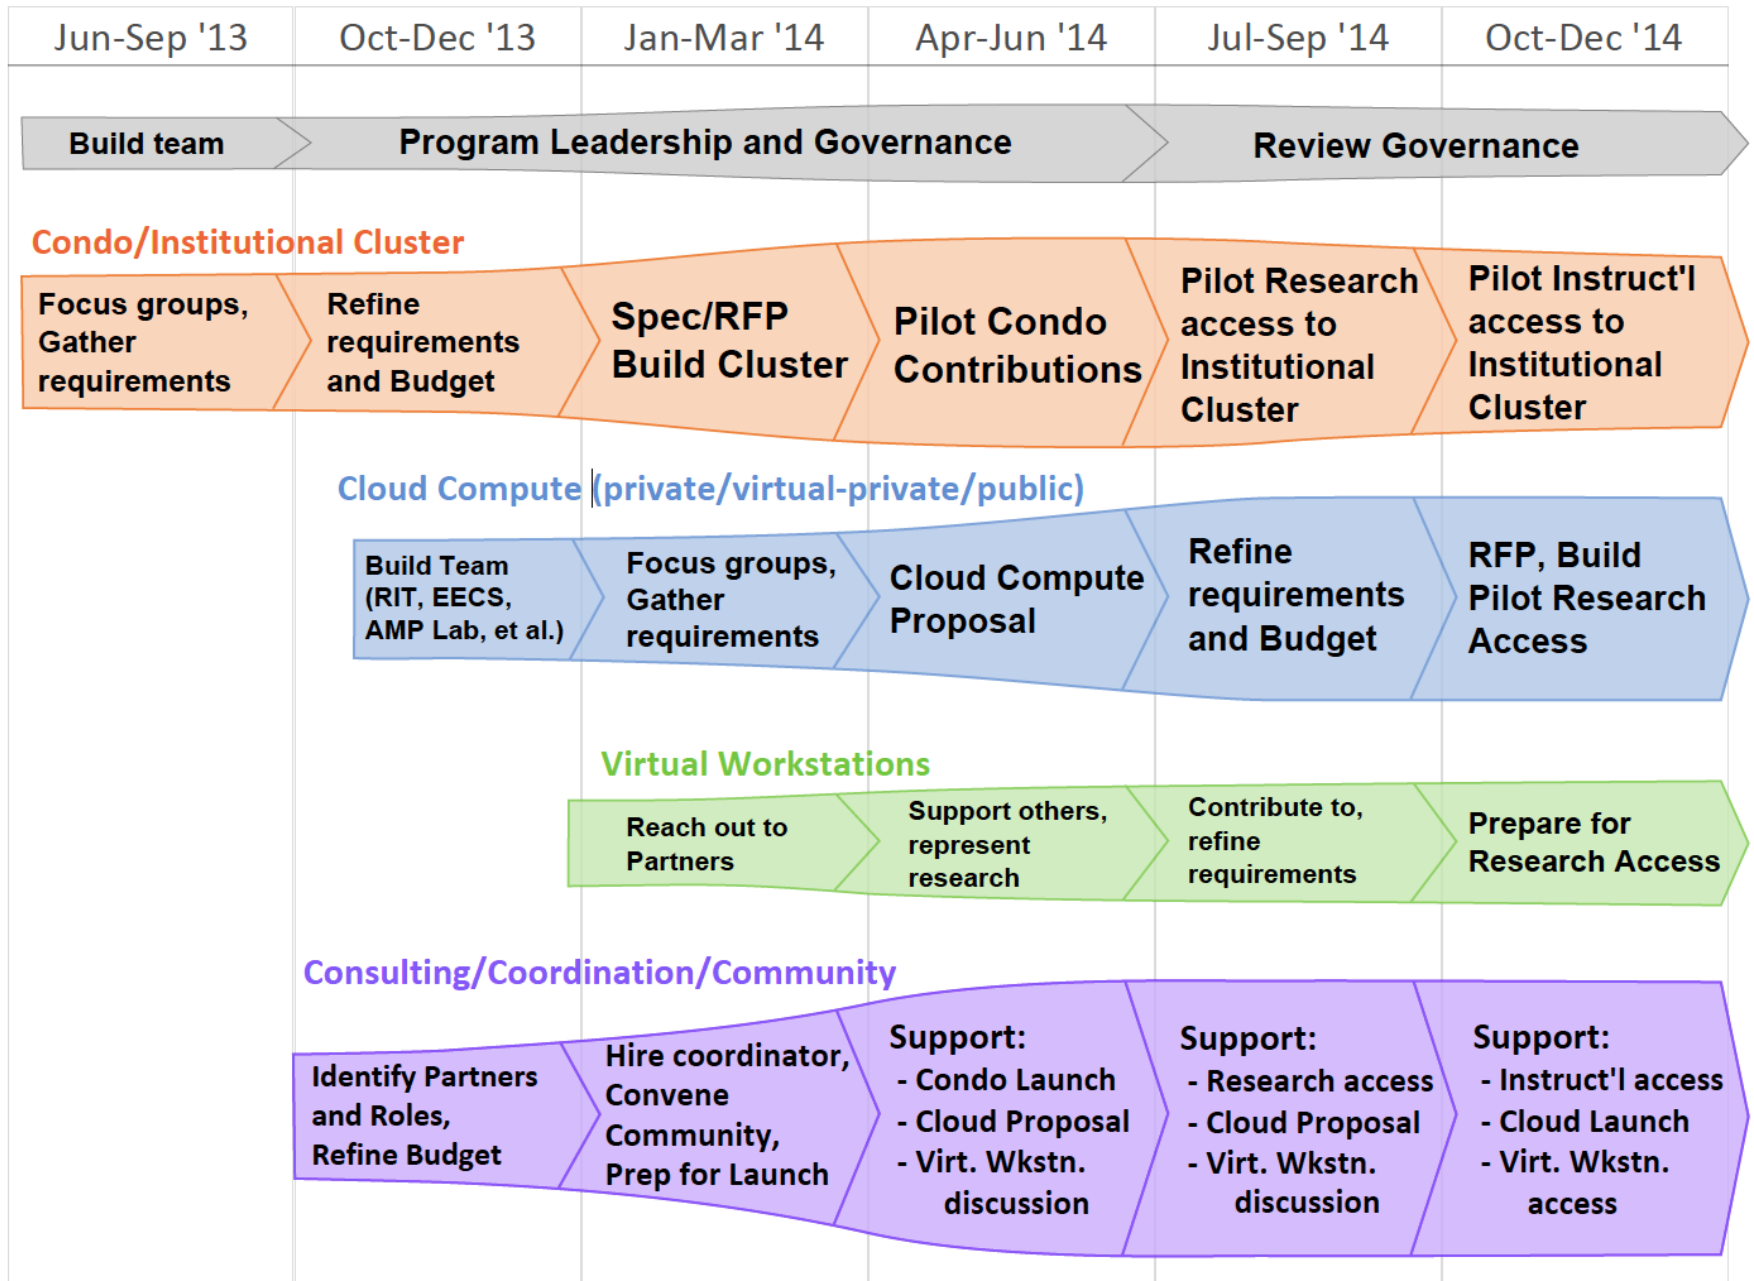 Jun-Sep '13
Oct-Dec '13
Jan-Mar '14
Apr-Jun '14
Jul-Sep '14
Oct-Dec '14
Build team
Program Leadership and Governance
Review Governance
Condo/Institutional Cluster
Focus groups,
Gather
requirements
Refine
requirements
and Budget
Spec/RFP
Build Cluster
Pilot Condo
Contributions
Pilot Research
access to
Institutional
Cluster
Pilot Instruct'l
access to
Institutional
Cluster
Cloud Compute (private/virtual-private/public)
Build Team
(RIT, EECS,
AMP Lab, et al.)
Focus groups,
Gather
requirements
Cloud Compute
Proposal
Refine
requirements
and Budget
RFP, Build
Pilot Research
Access
Virtual Workstations
Reach out to
Partners
Support others,
represent
research
Contribute to,
refine
requirements
Prepare for
Research Access
Consulting/Coordination/Community
Identify Partners
and Roles,
Refine Budget
Hire coordinator,
Convene
Community,
Prep for Launch
Support:
- Condo Launch
- Cloud Proposal
- Virt. Wkstn.
discussion
Support:
- Research access
- Cloud Proposal
- Virt. Wkstn.
discussion
Support:
- Instruct'l access
- Cloud Launch
- Virt. Wkstn.
access